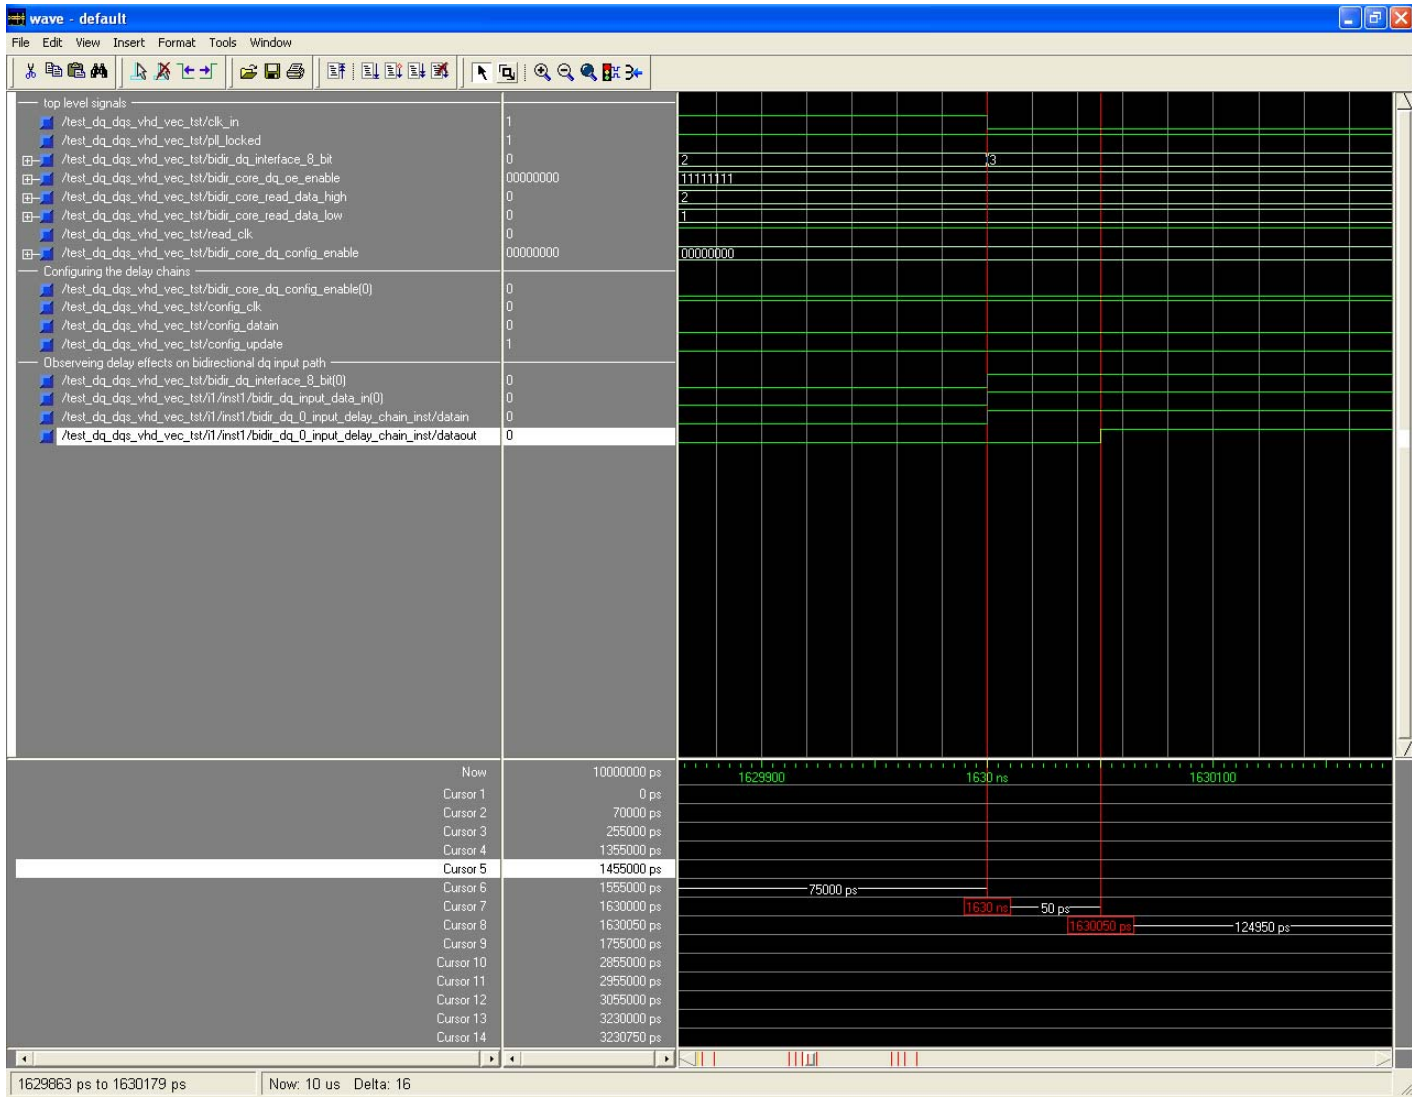 wave - default
File Edit View Insert Format Tools Window
top level signals
/test_dq_dqs_vhd_vec_tst/clk_in 1
/test_dq_dqs_vhd_vec_tst/pll_locked 1
/test_dq_dqs_vhd_vec_tst/bidir_dq_interface_8_bit 0 2 3
/test_dq_dqs_vhd_vec_tst/bidir_core_dq_oe_enable 00000000 11111111
/test_dq_dqs_vhd_vec_tst/bidir_core_read_data_high 0 2
/test_dq_dqs_vhd_vec_tst/bidir_core_read_data_low 0 1
/test_dq_dqs_vhd_vec_tst/read_clk 0
/test_dq_dqs_vhd_vec_tst/bidir_core_dq_config_enable 00000000 00000000
Configuring the delay chains
/test_dq_dqs_vhd_vec_tst/bidir_core_dq_config_enable(0) 0
/test_dq_dqs_vhd_vec_tst/config_clk 0
/test_dq_dqs_vhd_vec_tst/config_datain 0
/test_dq_dqs_vhd_vec_tst/config_update 1
Observeing delay effects on bidirectional dq input path
/test_dq_dqs_vhd_vec_tst/bidir_dq_interface_8_bit(0) 0
/test_dq_dqs_vhd_vec_tst/i1/inst1/bidir_dq_input_data_in(0) 0
/test_dq_dqs_vhd_vec_tst/i1/inst1/bidir_dq_0_input_delay_chain_inst/datain 0
/test_dq_dqs_vhd_vec_tst/i1/inst1/bidir_dq_0_input_delay_chain_inst/dataout 0
Now 10000000 ps 1629900 1630 ns 1630100
Cursor 1 0 ps
Cursor 2 70000 ps
Cursor 3 255000 ps
Cursor 4 1355000 ps
Cursor 5 1455000 ps
Cursor 6 1555000 ps 75000 ps
Cursor 7 1630000 ps 1630 ns 50 ps
Cursor 8 1630050 ps 1630050 ps 124950 ps
Cursor 9 1755000 ps
Cursor 10 2855000 ps
Cursor 11 2955000 ps
Cursor 12 3055000 ps
Cursor 13 3230000 ps
Cursor 14 3230750 ps
1629863 ps to 1630179 ps Now: 10 us Delta: 16